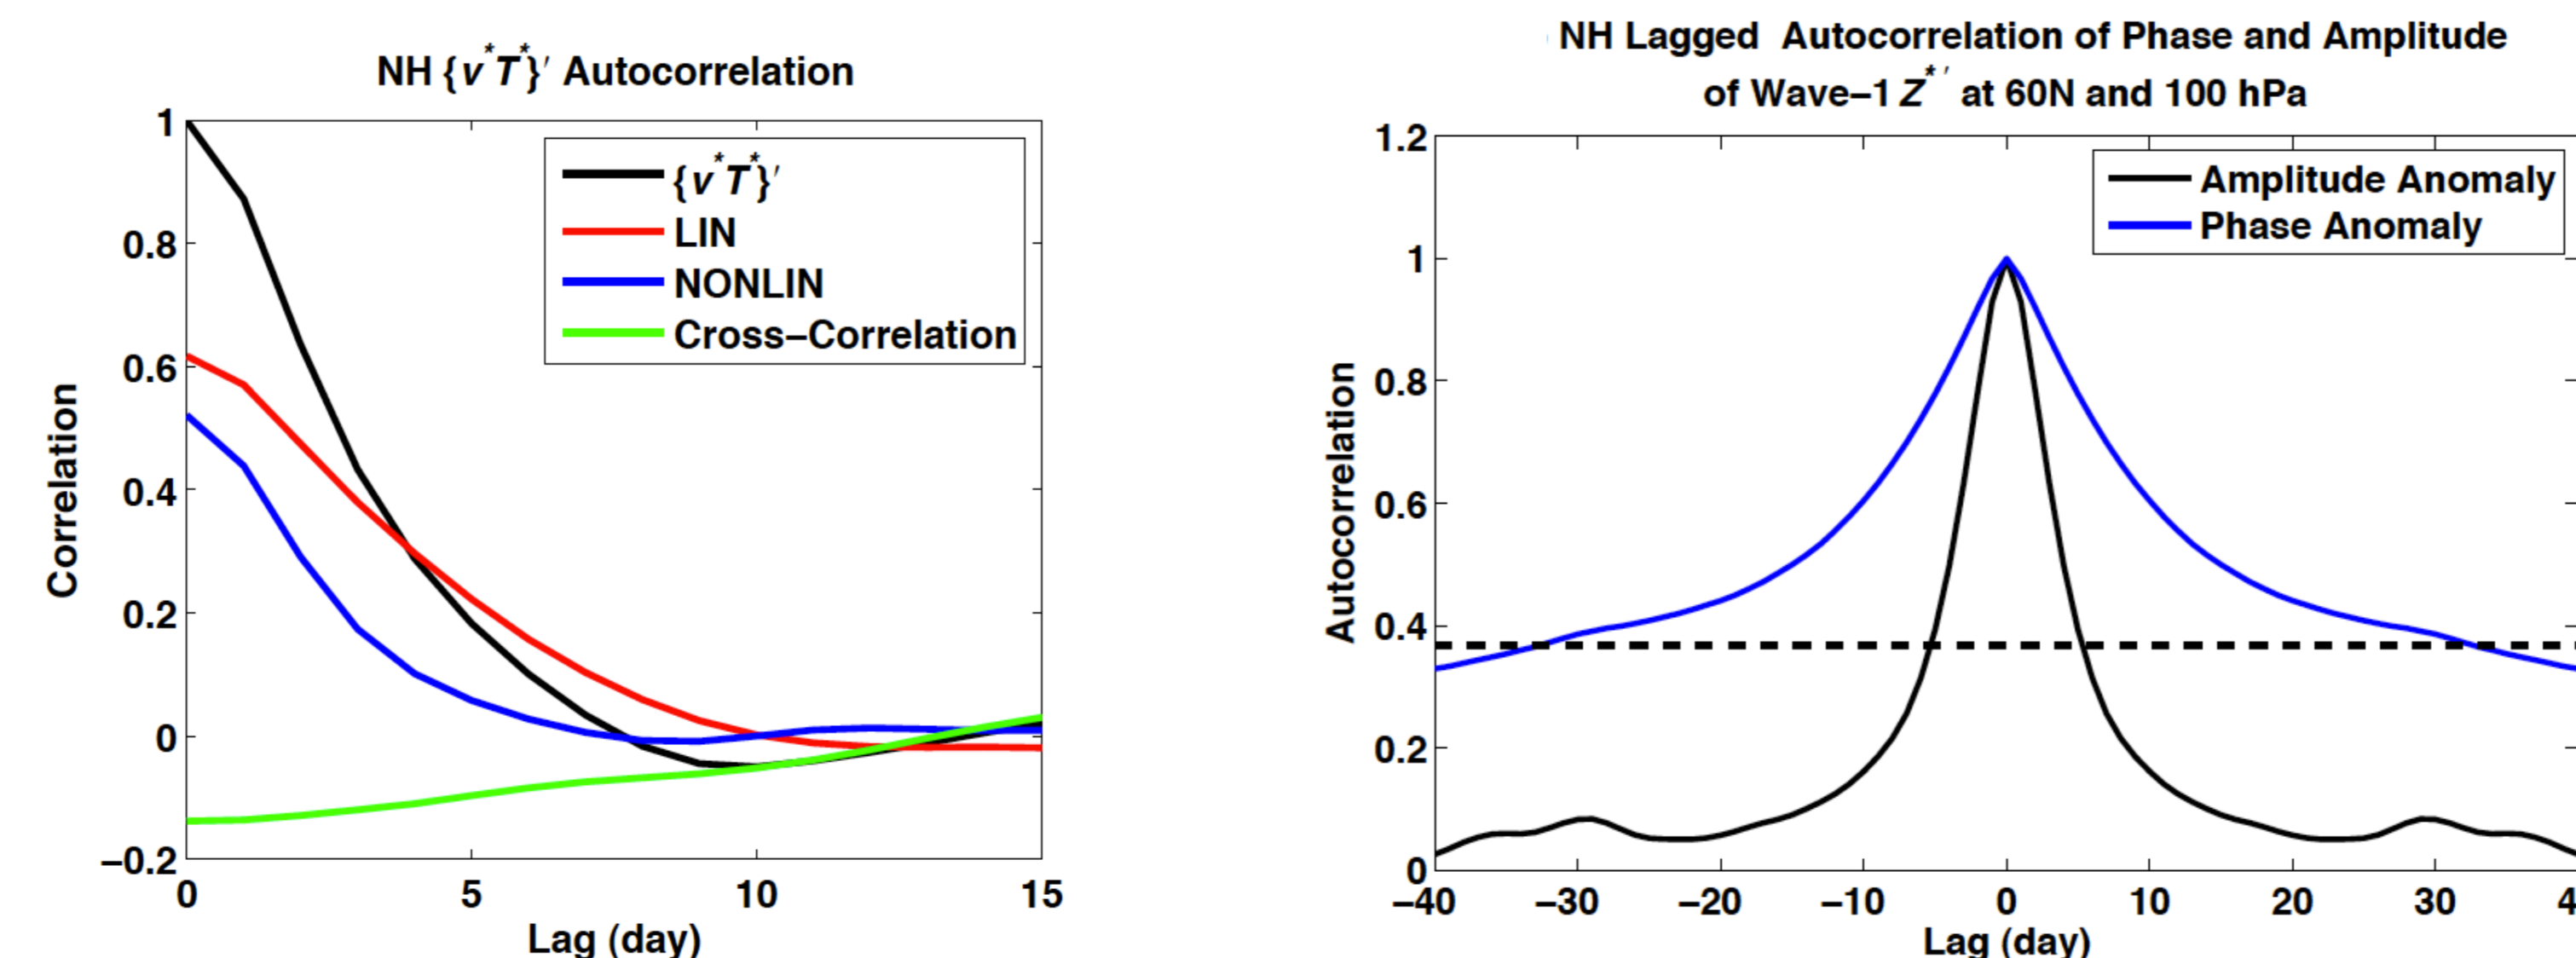 NH {v*T*}′ Autocorrelation
1
0.8
0.6
0.4
0.2
0
−0.2
Correlation
0 5 10 15
Lag (day)
{v*T*}′
LIN
NONLIN
Cross−Correlation
NH Lagged Autocorrelation of Phase and Amplitude
of Wave−1 Z*′ at 60N and 100 hPa
1.2
1
0.8
0.6
0.4
0.2
0
Autocorrelation
−40 −30 −20 −10 0 10 20 30 4
Lag (day)
Amplitude Anomaly
Phase Anomaly